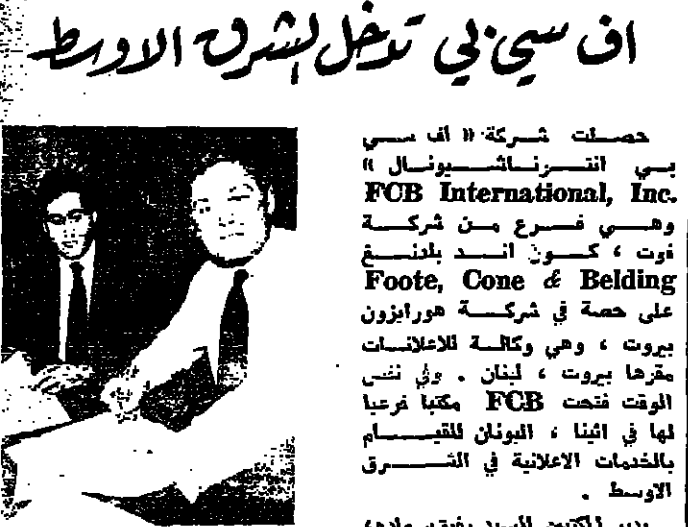 اف سي بي تدخل الشرق الاوسط
حصلت شركة « اف سي
بي انترناشيونال »
FCB International, Inc.
وهي فرع من شركة
فوت ، كون اند بلدنغ
Foote, Cone & Belding
على حصة في شركة هورايزون
بيروت ، وهي وكالة للاعلانات
مقرها بيروت ، لبنان . وفي نفس
الوقت فتحت FCB مكتبا فرعيا
لها في اثينا ، اليونان للقيام
بالخدمات الاعلانية في الشرق
الاوسط .